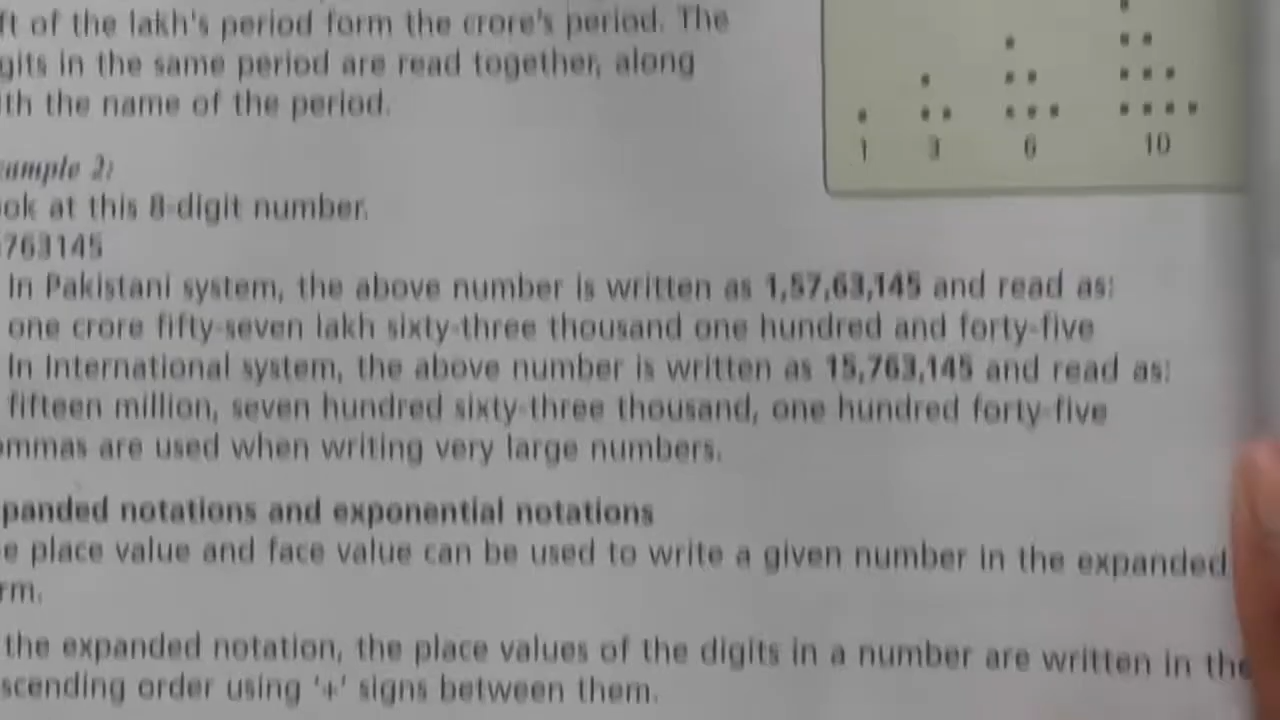 ft of the lakh's period form the crore's period. The
gits in the same period are read together, along
th the name of the period.
1 3 6 10
ample 2:
ok at this 8-digit number.
763145
In Pakistani system, the above number is written as 1,57,63,145 and read as:
one crore fifty-seven lakh sixty-three thousand one hundred and forty-five
In International system, the above number is written as 15,763,145 and read as:
fifteen million, seven hundred sixty-three thousand, one hundred forty-five
ommas are used when writing very large numbers.
panded notations and exponential notations
e place value and face value can be used to write a given number in the expanded
rm.
the expanded notation, the place values of the digits in a number are written in the
scending order using '+' signs between them.